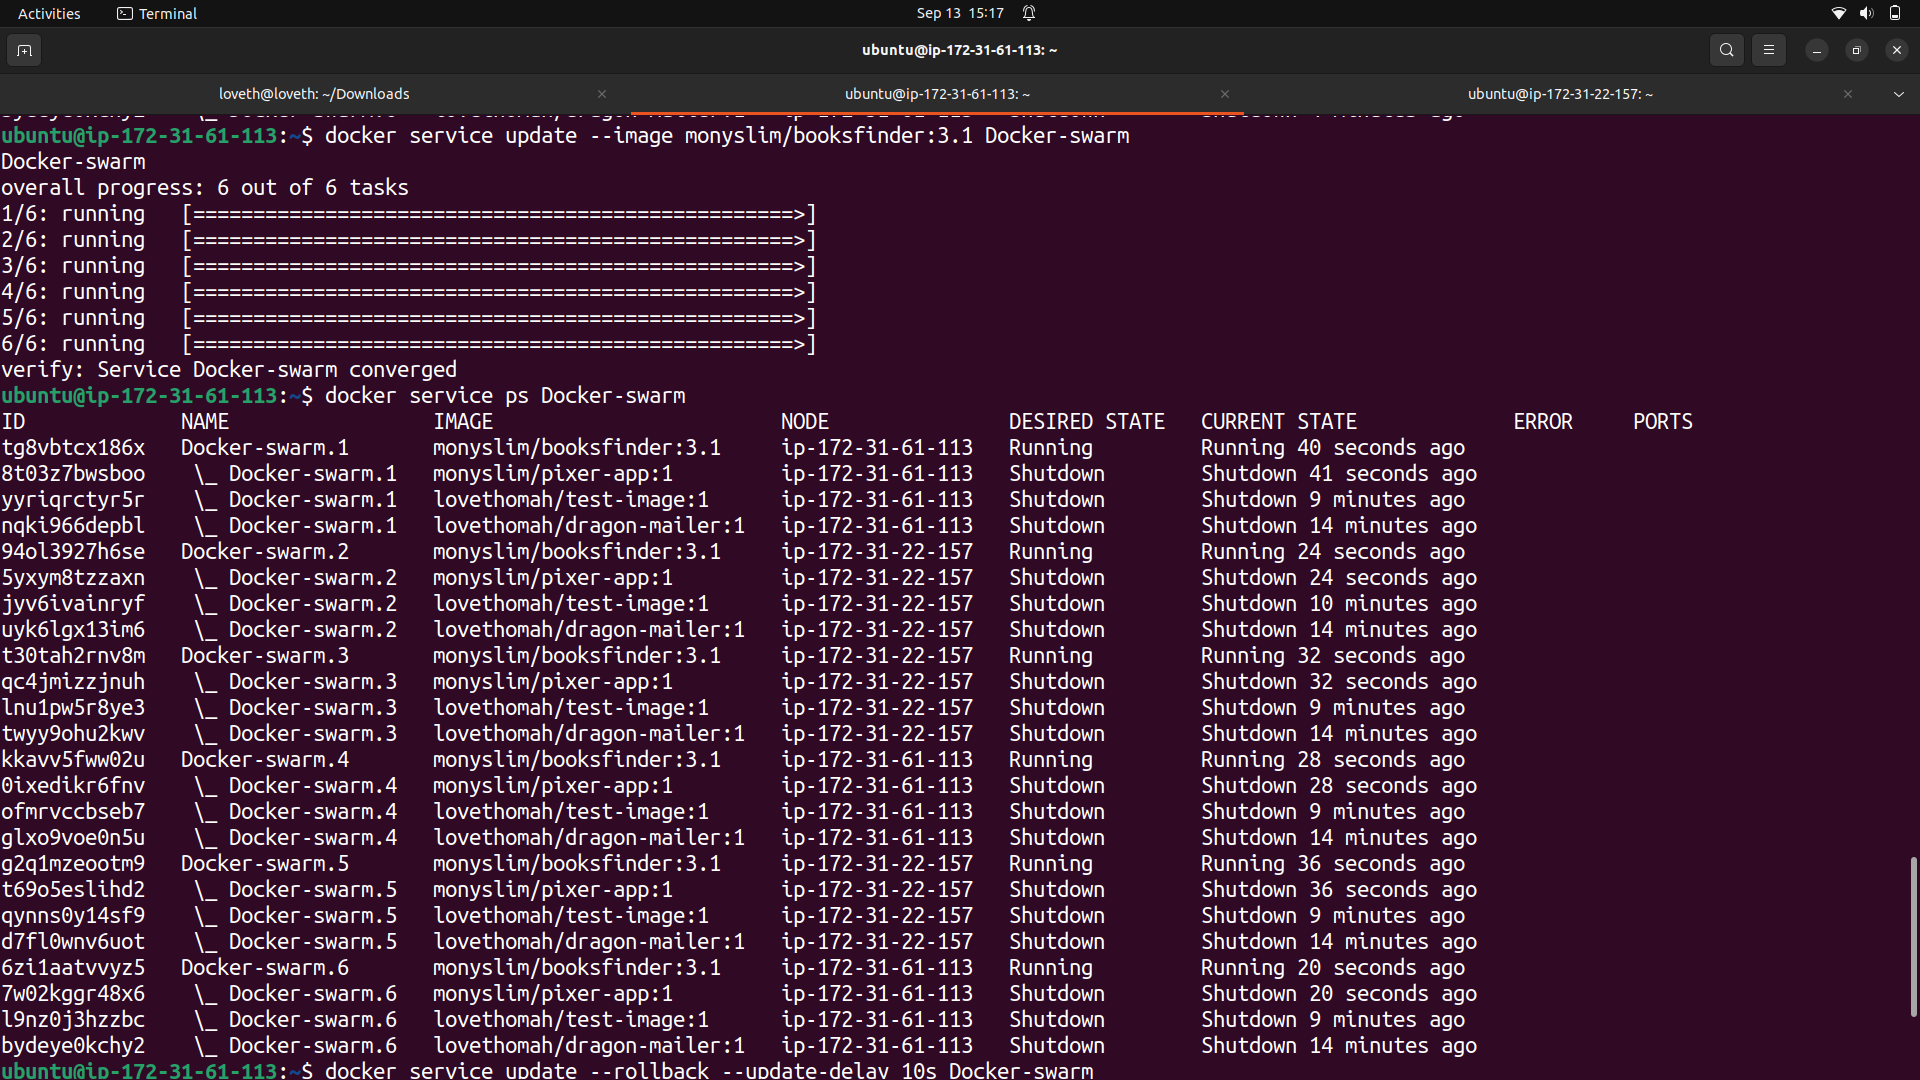 Activities   Terminal   Sep 13  15:17
ubuntu@ip-172-31-61-113: ~
loveth@loveth: ~/Downloads   ubuntu@ip-172-31-61-113: ~   ubuntu@ip-172-31-22-157: ~
ubuntu@ip-172-31-61-113:~$ docker service update --image monyslim/booksfinder:3.1 Docker-swarm
Docker-swarm
overall progress: 6 out of 6 tasks
1/6: running   [==================================================>]
2/6: running   [==================================================>]
3/6: running   [==================================================>]
4/6: running   [==================================================>]
5/6: running   [==================================================>]
6/6: running   [==================================================>]
verify: Service Docker-swarm converged
ubuntu@ip-172-31-61-113:~$ docker service ps Docker-swarm
ID             NAME                 IMAGE                        NODE               DESIRED STATE   CURRENT STATE             ERROR     PORTS
tg8vbtcx186x   Docker-swarm.1       monyslim/booksfinder:3.1     ip-172-31-61-113   Running         Running 40 seconds ago
8t03z7bwsboo    \_ Docker-swarm.1   monyslim/pixer-app:1         ip-172-31-61-113   Shutdown        Shutdown 41 seconds ago
yyriqrctyr5r    \_ Docker-swarm.1   lovethomah/test-image:1      ip-172-31-61-113   Shutdown        Shutdown 9 minutes ago
nqki966depbl    \_ Docker-swarm.1   lovethomah/dragon-mailer:1   ip-172-31-61-113   Shutdown        Shutdown 14 minutes ago
94ol3927h6se   Docker-swarm.2       monyslim/booksfinder:3.1     ip-172-31-22-157   Running         Running 24 seconds ago
5yxym8tzzaxn    \_ Docker-swarm.2   monyslim/pixer-app:1         ip-172-31-22-157   Shutdown        Shutdown 24 seconds ago
jyv6ivainryf    \_ Docker-swarm.2   lovethomah/test-image:1      ip-172-31-22-157   Shutdown        Shutdown 10 minutes ago
uyk6lgx13im6    \_ Docker-swarm.2   lovethomah/dragon-mailer:1   ip-172-31-22-157   Shutdown        Shutdown 14 minutes ago
t30tah2rnv8m   Docker-swarm.3       monyslim/booksfinder:3.1     ip-172-31-22-157   Running         Running 32 seconds ago
qc4jmizzjnuh    \_ Docker-swarm.3   monyslim/pixer-app:1         ip-172-31-22-157   Shutdown        Shutdown 32 seconds ago
lnu1pw5r8ye3    \_ Docker-swarm.3   lovethomah/test-image:1      ip-172-31-22-157   Shutdown        Shutdown 9 minutes ago
twyy9ohu2kwv    \_ Docker-swarm.3   lovethomah/dragon-mailer:1   ip-172-31-22-157   Shutdown        Shutdown 14 minutes ago
kkavv5fww02u   Docker-swarm.4       monyslim/booksfinder:3.1     ip-172-31-61-113   Running         Running 28 seconds ago
0ixedikr6fnv    \_ Docker-swarm.4   monyslim/pixer-app:1         ip-172-31-61-113   Shutdown        Shutdown 28 seconds ago
ofmrvccbseb7    \_ Docker-swarm.4   lovethomah/test-image:1      ip-172-31-61-113   Shutdown        Shutdown 9 minutes ago
glxo9voe0n5u    \_ Docker-swarm.4   lovethomah/dragon-mailer:1   ip-172-31-61-113   Shutdown        Shutdown 14 minutes ago
g2q1mzeootm9   Docker-swarm.5       monyslim/booksfinder:3.1     ip-172-31-22-157   Running         Running 36 seconds ago
t69o5eslihd2    \_ Docker-swarm.5   monyslim/pixer-app:1         ip-172-31-22-157   Shutdown        Shutdown 36 seconds ago
qynns0y14sf9    \_ Docker-swarm.5   lovethomah/test-image:1      ip-172-31-22-157   Shutdown        Shutdown 9 minutes ago
d7fl0wnv6uot    \_ Docker-swarm.5   lovethomah/dragon-mailer:1   ip-172-31-22-157   Shutdown        Shutdown 14 minutes ago
6zi1aatvvyz5   Docker-swarm.6       monyslim/booksfinder:3.1     ip-172-31-61-113   Running         Running 20 seconds ago
7w02kggr48x6    \_ Docker-swarm.6   monyslim/pixer-app:1         ip-172-31-61-113   Shutdown        Shutdown 20 seconds ago
l9nz0j3hzzbc    \_ Docker-swarm.6   lovethomah/test-image:1      ip-172-31-61-113   Shutdown        Shutdown 9 minutes ago
bydeye0kchy2    \_ Docker-swarm.6   lovethomah/dragon-mailer:1   ip-172-31-61-113   Shutdown        Shutdown 14 minutes ago
ubuntu@ip-172-31-61-113:~$ docker service update --rollback --update-delay 10s Docker-swarm